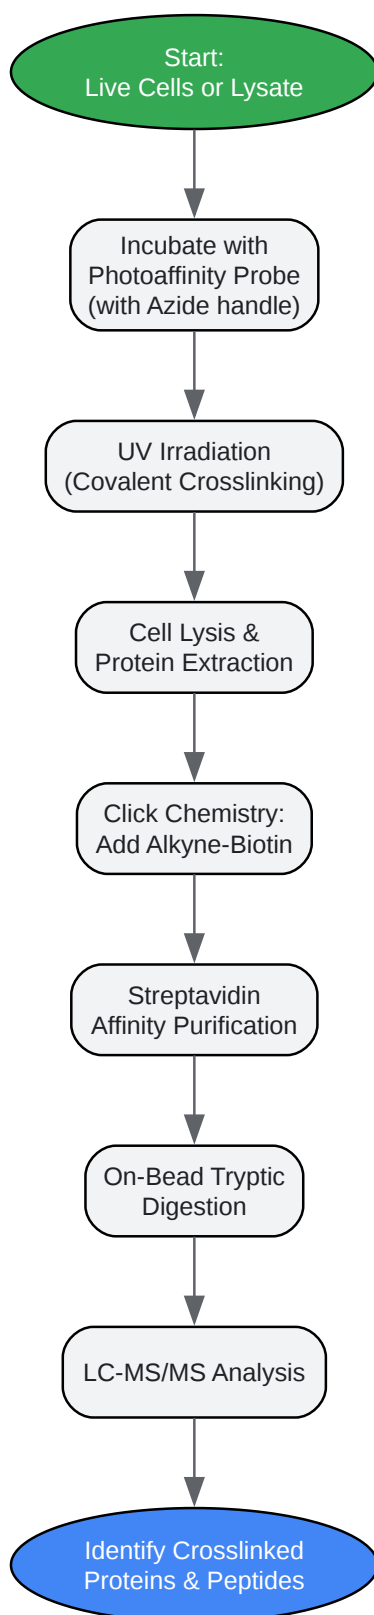 Start:
Live Cells or Lysate
Incubate with
Photoaffinity Probe
(with Azide handle)
UV Irradiation
(Covalent Crosslinking)
Cell Lysis &
Protein Extraction
Click Chemistry:
Add Alkyne-Biotin
Streptavidin
Affinity Purification
On-Bead Tryptic
Digestion
LC-MS/MS Analysis
Identify Crosslinked
Proteins & Peptides